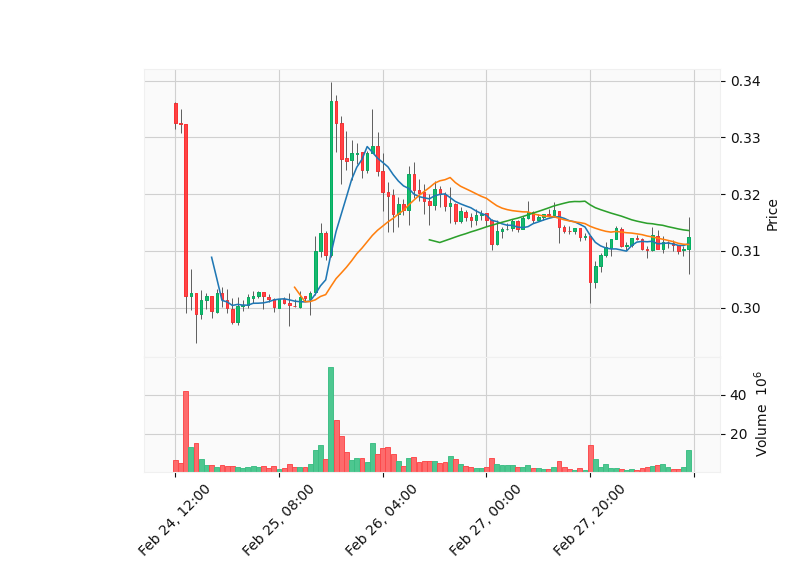 0.34
0.33
0.32
0.31
0.30
Price
40
20
Volume 10^6
Feb 24, 12:00
Feb 25, 08:00
Feb 26, 04:00
Feb 27, 00:00
Feb 27, 20:00